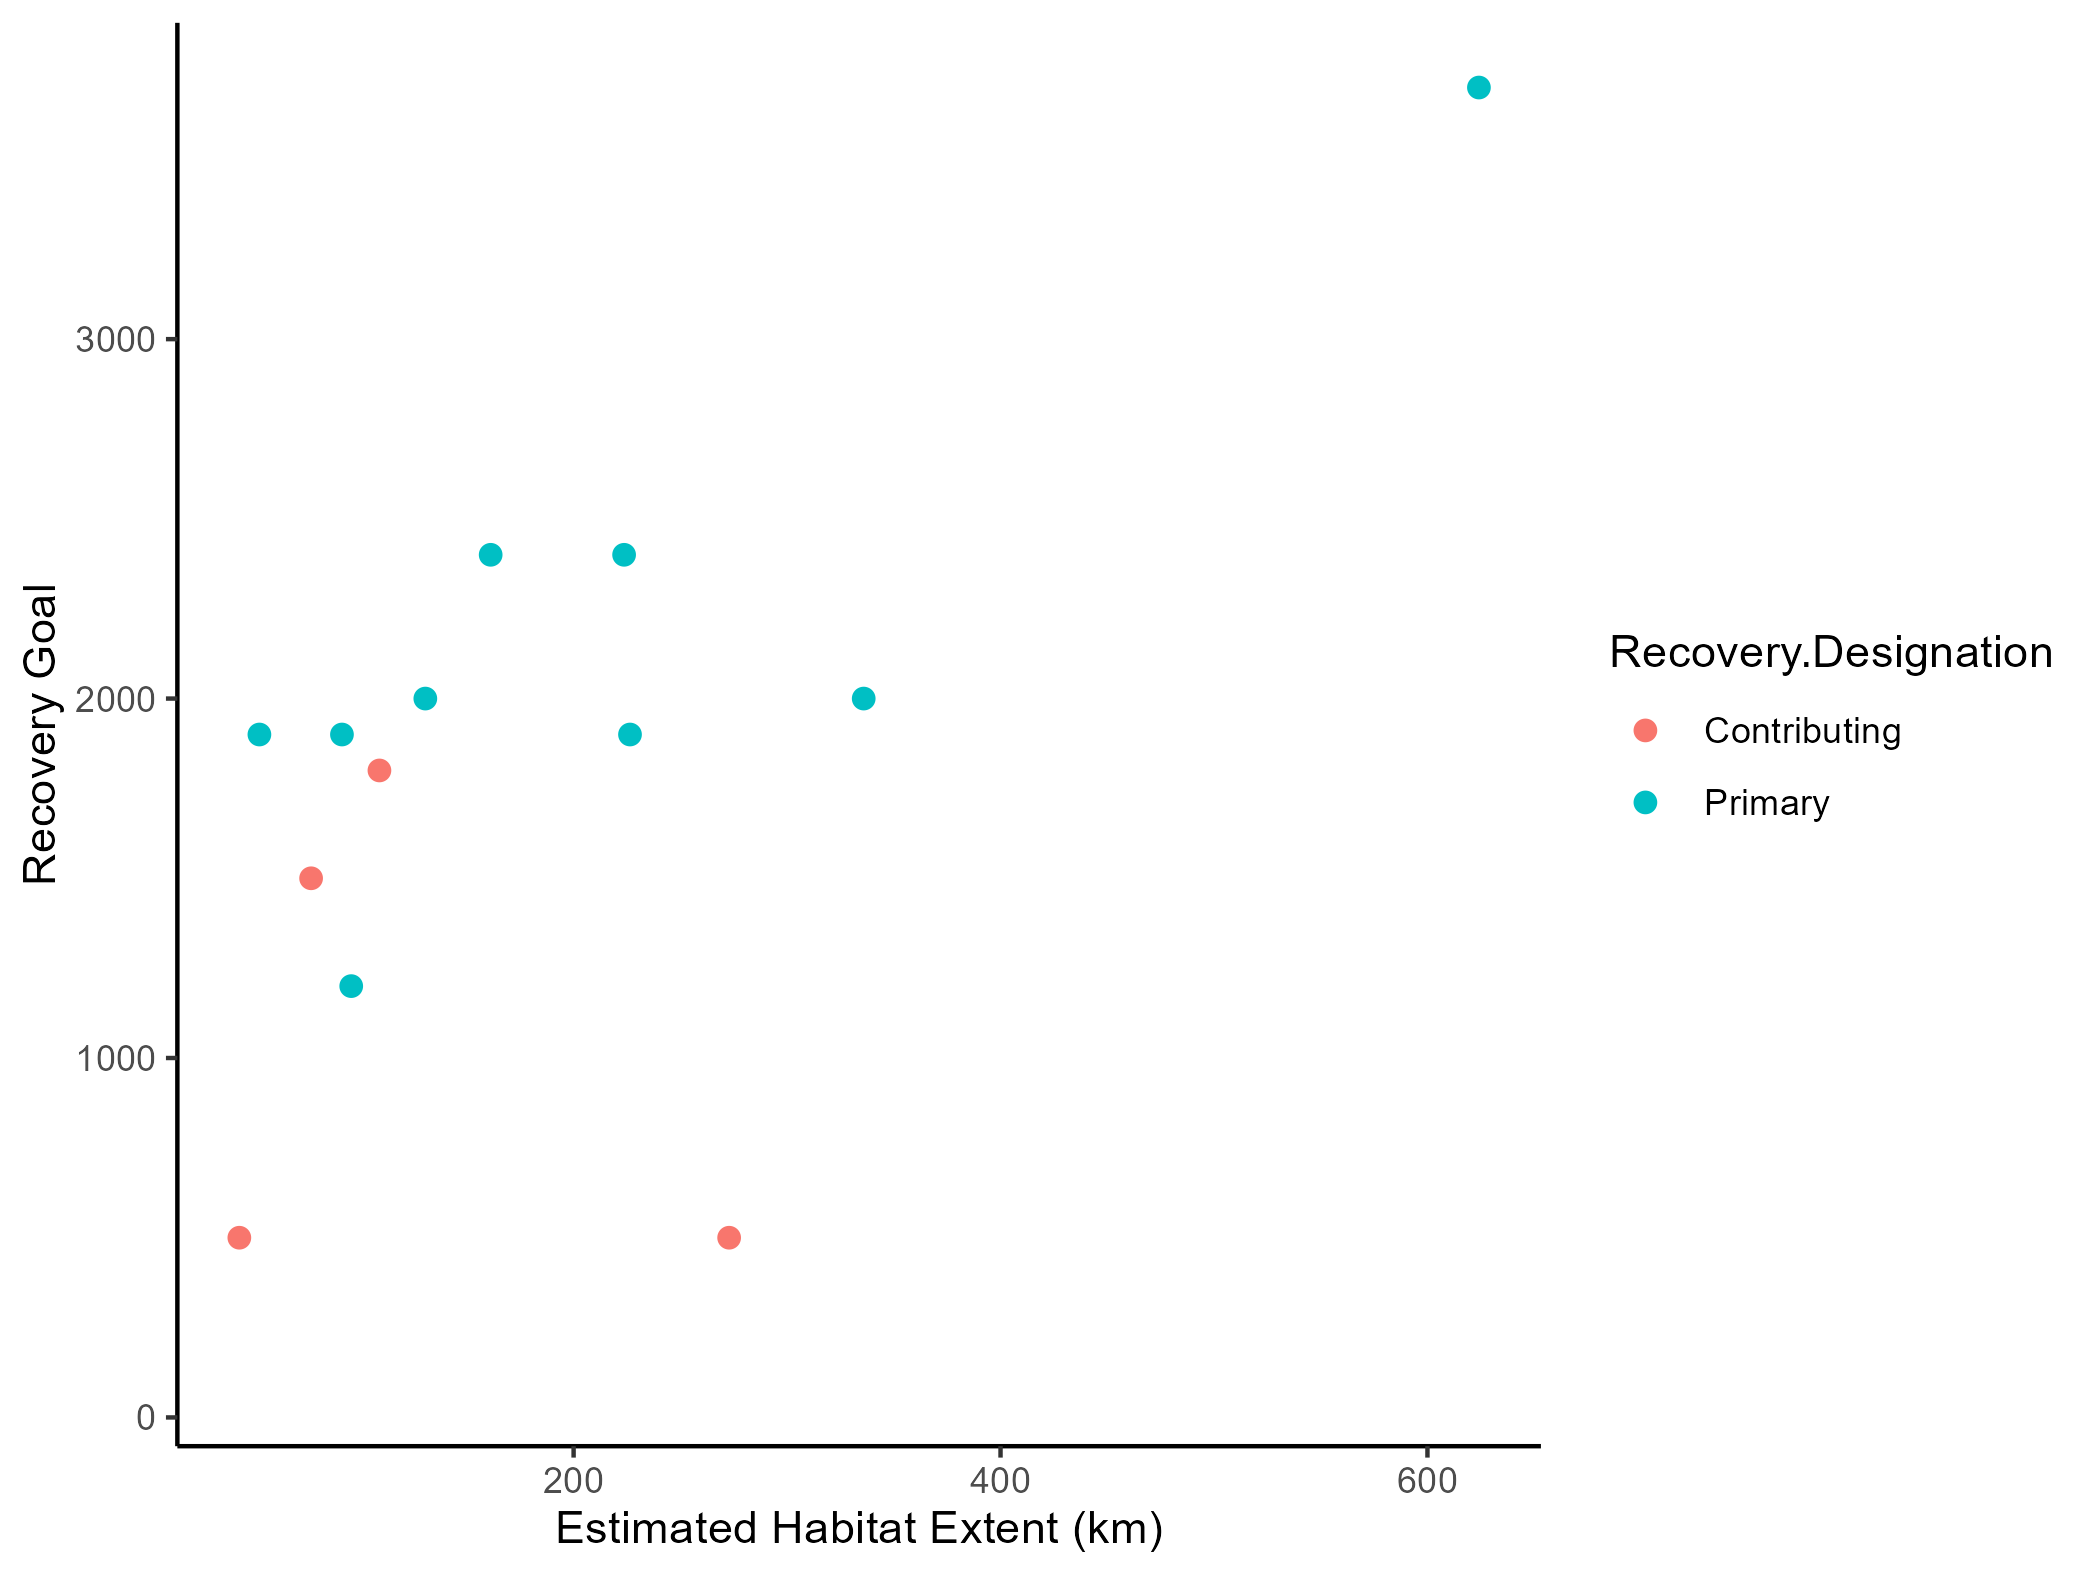 Recovery Goal
3000
2000
1000
0
200 400 600
Estimated Habitat Extent (km)
Recovery.Designation
Contributing
Primary